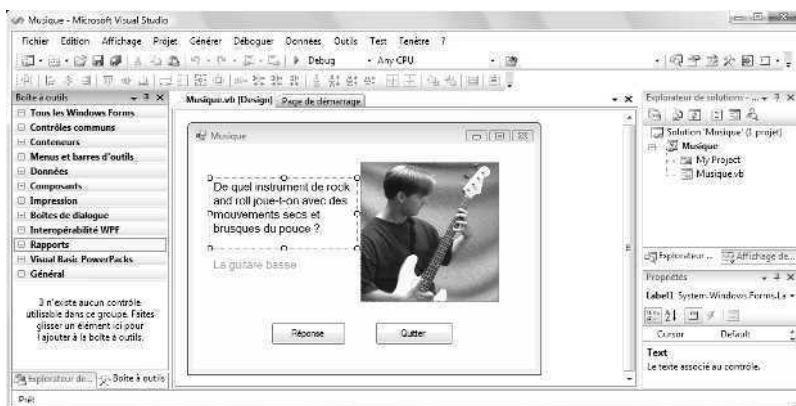 Musique - Microsoft Visual Studio
Fichier Edition Affichage Projet Générer Déboguer Données Outils Test Fenêtre ?
Debug Any CPU
Boîte à outils
Tous les Windows Forms
Contrôles communs
Conteneurs
Menus et barres d'outils
Données
Composants
Impression
Boîtes de dialogue
Interopérabilité WPF
Rapports
Visual Basic PowerPacks
Général
Il n'existe aucun contrôle
utilisable dans ce groupe. Faites
glisser un élément ici pour
l'ajouter à la boîte à outils.
Explorateur de... Boîte à outils
Musique.vb [Design] Page de démarrage
Musique
De quel instrument de rock
and roll joue-t-on avec des
mouvements secs et
brusques du pouce ?
La guitare basse
Réponse Quitter
Explorateur de solutions - ...
Solution 'Musique' (1 projet)
Musique
My Project
Musique.vb
Explorateur ... Affichage de...
Propriétés
Label1 System.Windows.Forms.La
Cursor Default
Text
Le texte associé au contrôle.
Prêt